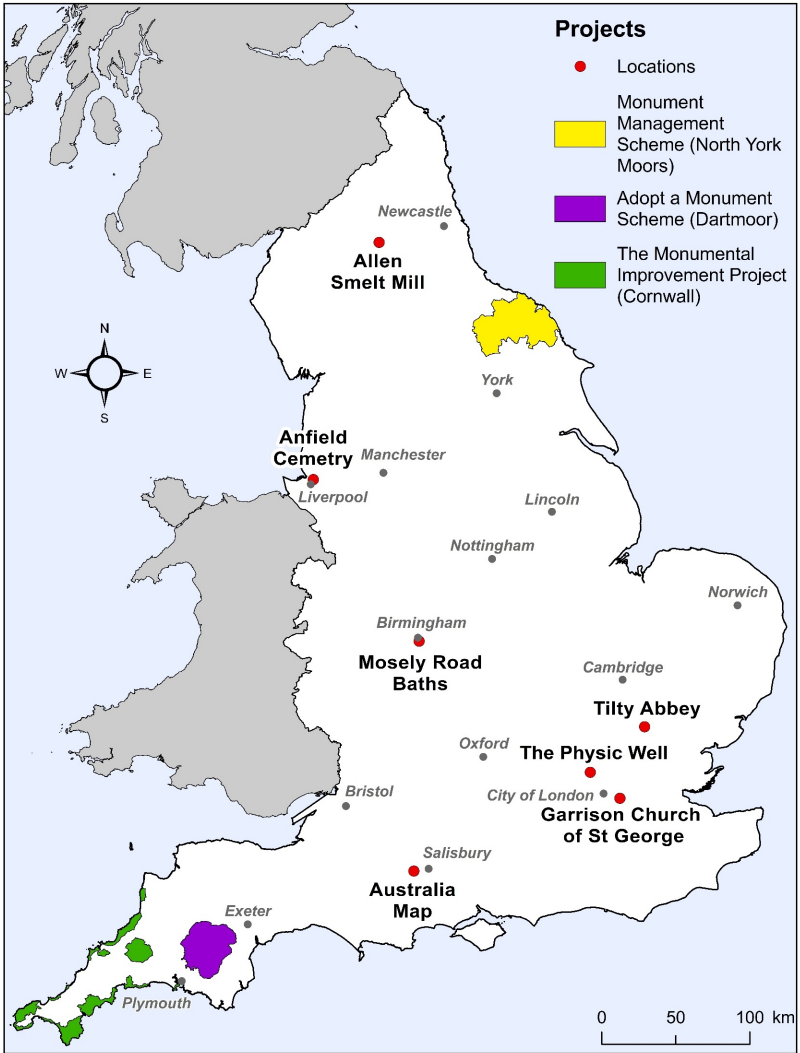 Projects
Locations
Monument
Management
Scheme (North York
Moors)
Adopt a Monument
Scheme (Dartmoor)
The Monumental
Improvement Project
(Cornwall)
Newcastle
Allen
Smelt Mill
N
W
E
S
York
Anfield
Cemetry
Manchester
Liverpool
Lincoln
Nottingham
Norwich
Birmingham
Mosely Road
Baths
Cambridge
Tilty Abbey
Oxford
The Physic Well
Bristol
City of London
Garrison Church
of St George
Salisbury
Australia
Map
Exeter
Plymouth
0 50 100 km